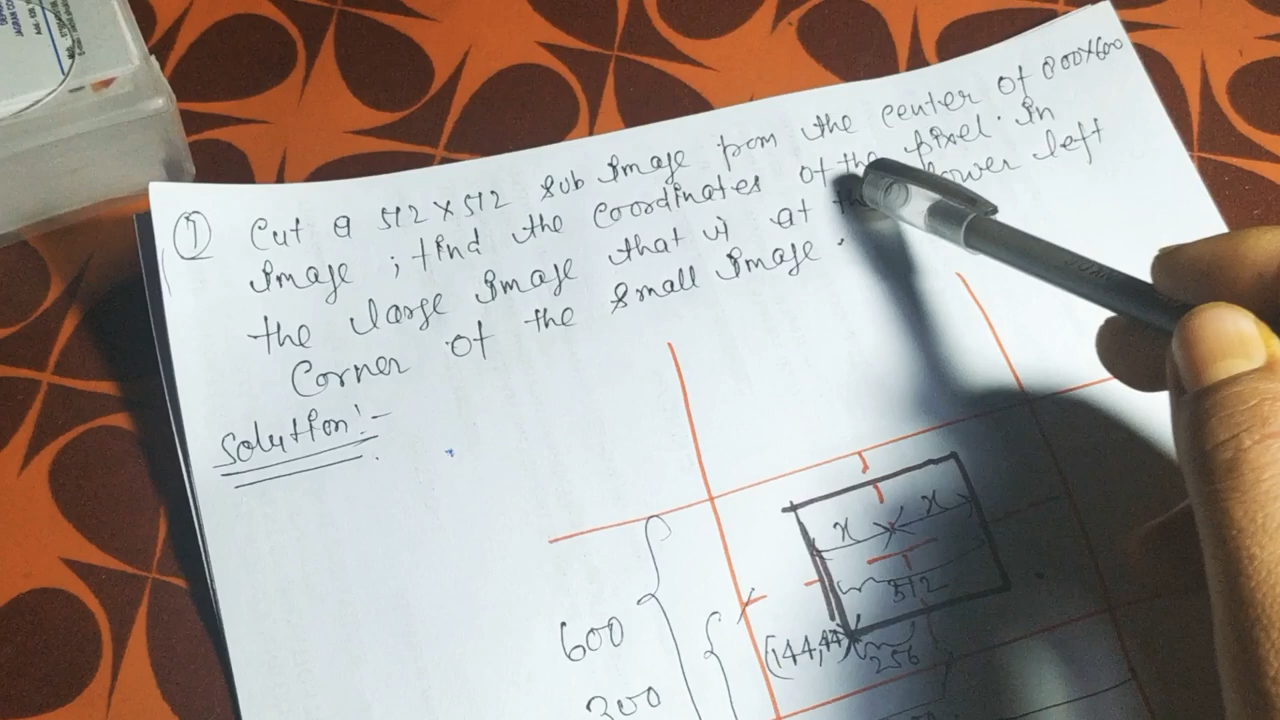 1 Cut a 512 x 512 sub image from the center of 800x600
image ; find the coordinates of the pixel. in
the large image that is at the lower left
Corner of the small image .
Solution :-
x x
512
600
(144,44)
256
300